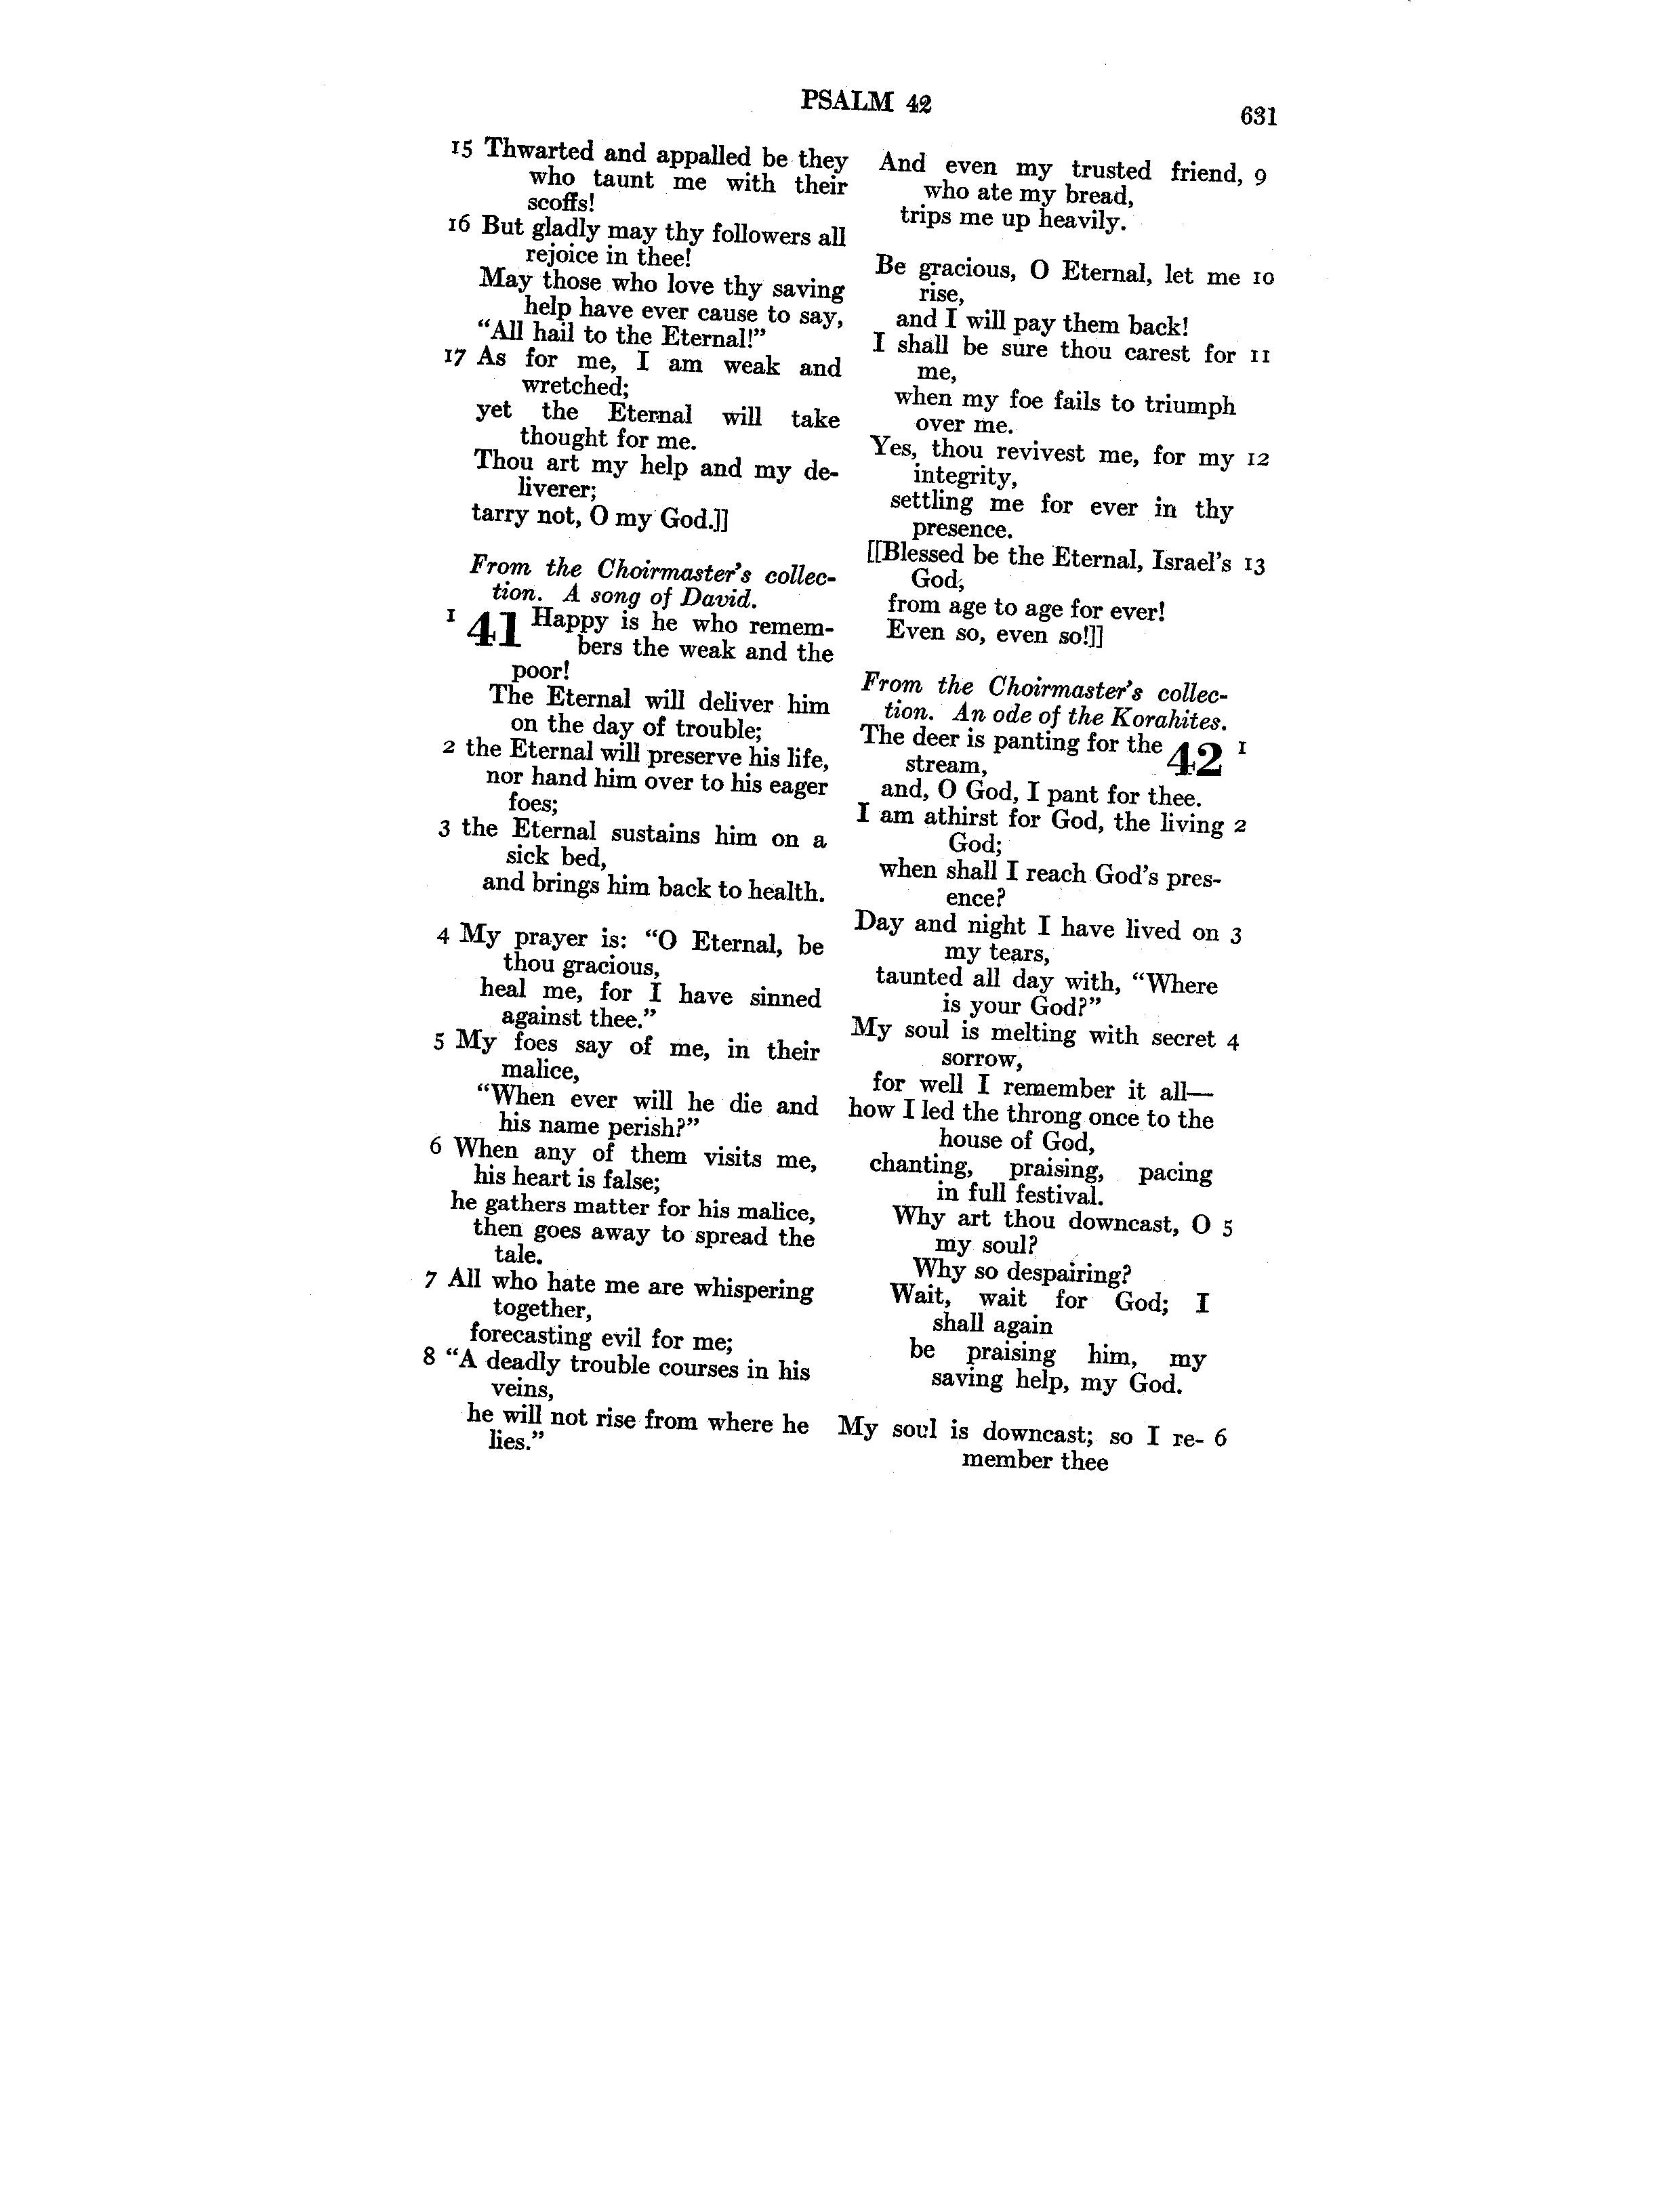 PSALM 42
631
15 Thwarted and appalled be they
who taunt me with their
scoffs!
16 But gladly may thy followers all
rejoice in thee!
May those who love thy saving
help have ever cause to say,
“All hail to the Eternal!”
17 As for me, I am weak and
wretched;
yet the Eternal will take
thought for me.
Thou art my help and my de-
liverer;
tarry not, O my God.]]
From the Choirmaster’s collec-
tion. A song of David.
1 41 Happy is he who remem-
bers the weak and the
poor!
The Eternal will deliver him
on the day of trouble;
2 the Eternal will preserve his life,
nor hand him over to his eager
foes;
3 the Eternal sustains him on a
sick bed,
and brings him back to health.
4 My prayer is: “O Eternal, be
thou gracious,
heal me, for I have sinned
against thee.”
5 My foes say of me, in their
malice,
“When ever will he die and
his name perish?”
6 When any of them visits me,
his heart is false;
he gathers matter for his malice,
then goes away to spread the
tale.
7 All who hate me are whispering
together,
forecasting evil for me;
8 “A deadly trouble courses in his
veins,
he will not rise from where he
lies.”
And even my trusted friend, 9
who ate my bread,
trips me up heavily.
Be gracious, O Eternal, let me 10
rise,
and I will pay them back!
I shall be sure thou carest for 11
me,
when my foe fails to triumph
over me.
Yes, thou revivest me, for my 12
integrity,
settling me for ever in thy
presence.
[[Blessed be the Eternal, Israel’s 13
God,
from age to age for ever!
Even so, even so!]]
From the Choirmaster’s collec-
tion. An ode of the Korahites.
The deer is panting for the 42 1
stream,
and, O God, I pant for thee.
I am athirst for God, the living 2
God;
when shall I reach God’s pres-
ence?
Day and night I have lived on 3
my tears,
taunted all day with, “Where
is your God?”
My soul is melting with secret 4
sorrow,
for well I remember it all—
how I led the throng once to the
house of God,
chanting, praising, pacing
in full festival.
Why art thou downcast, O 5
my soul?
Why so despairing?
Wait, wait for God; I
shall again
be praising him, my
saving help, my God.
My soul is downcast; so I re- 6
member thee